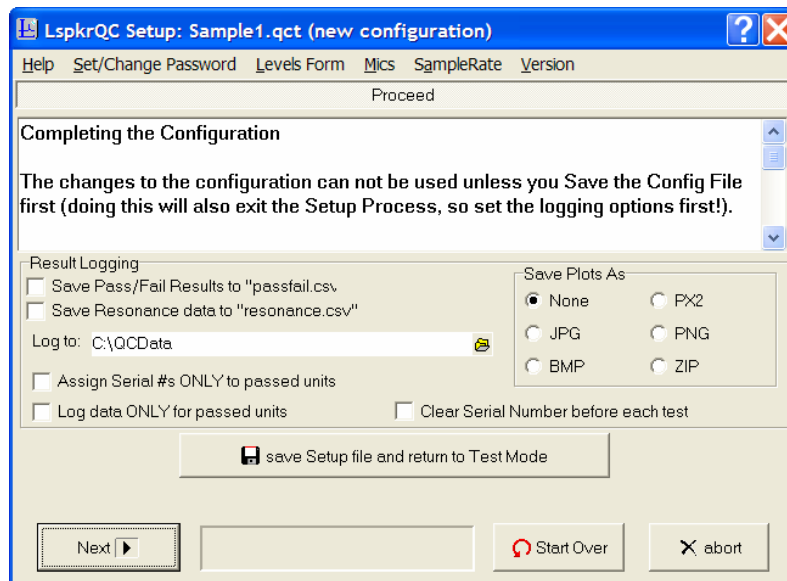 LspkrQC Setup: Sample1.qct (new configuration)
Help Set/Change Password Levels Form Mics SampleRate Version
Proceed
Completing the Configuration
The changes to the configuration can not be used unless you Save the Config File
first (doing this will also exit the Setup Process, so set the logging options first!).
Result Logging
Save Pass/Fail Results to "passfail.csv
Save Resonance data to "resonance.csv"
Log to: C:\QCData
Assign Serial #s ONLY to passed units
Log data ONLY for passed units
Clear Serial Number before each test
Save Plots As
None PX2
JPG PNG
BMP ZIP
save Setup file and return to Test Mode
Next Start Over abort